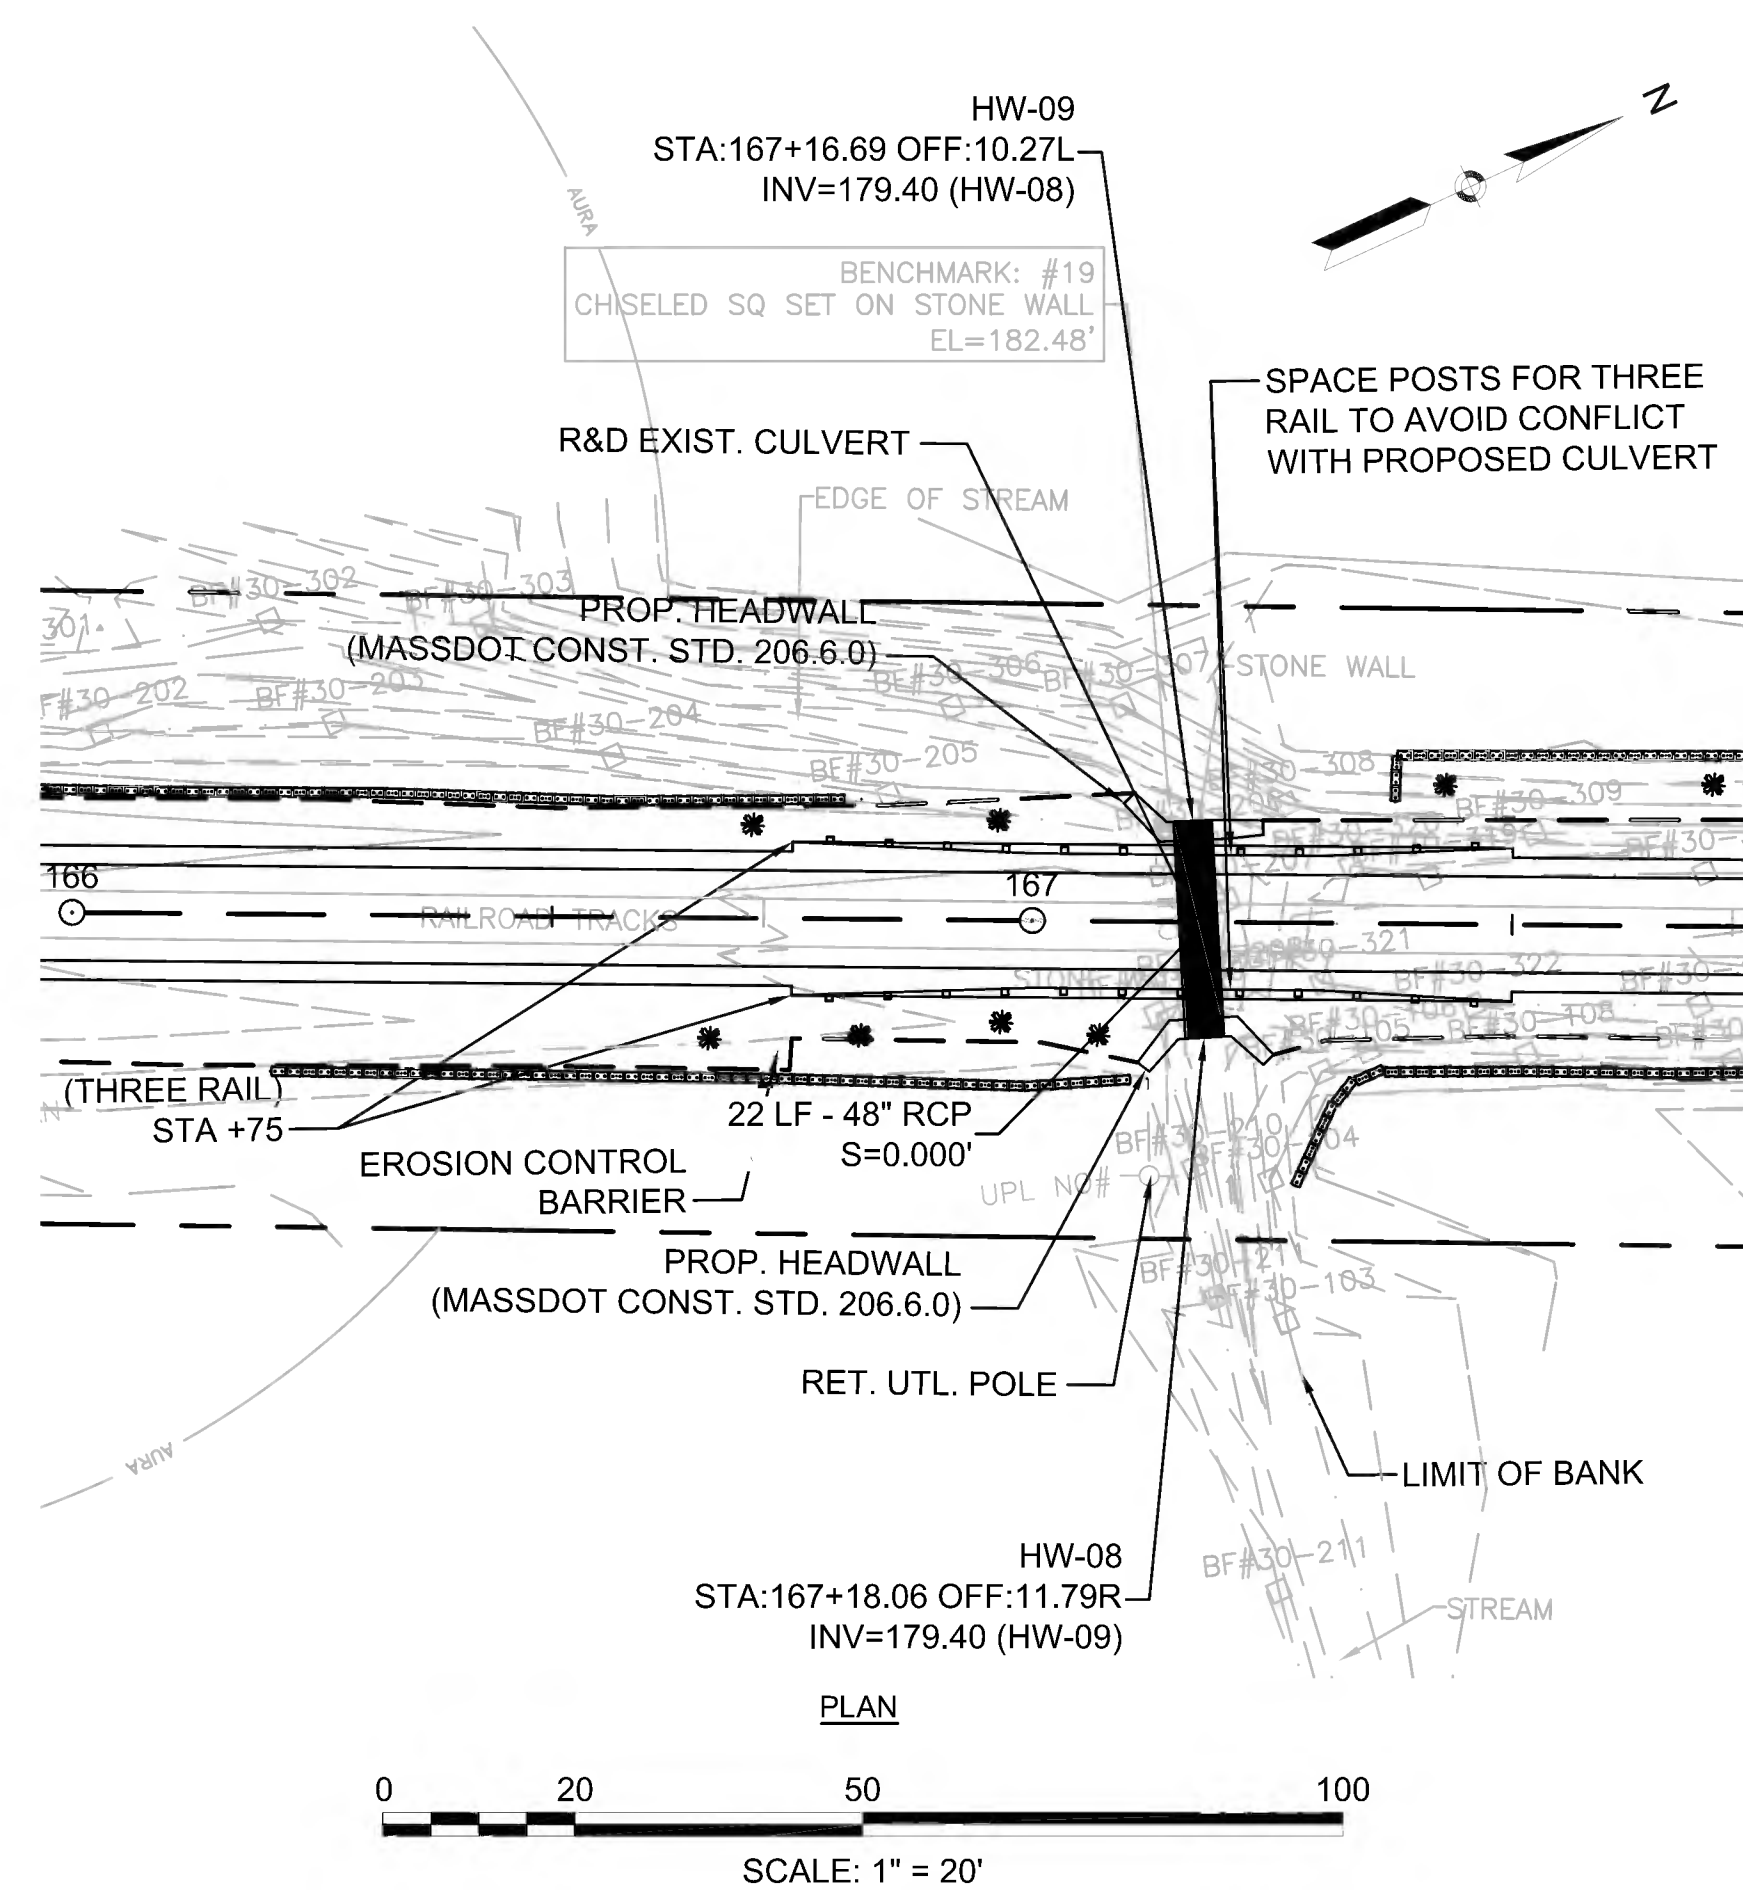 HW-09
STA:167+16.69 OFF:10.27L
INV=179.40 (HW-08)
N
AURA
BENCHMARK: #19
CHISELED SQ SET ON STONE WALL
EL=182.48'
SPACE POSTS FOR THREE
RAIL TO AVOID CONFLICT
WITH PROPOSED CULVERT
R&D EXIST. CULVERT
EDGE OF STREAM
BF#30-302
BF#30-303
PROP. HEADWALL
301
(MASSDOT CONST. STD. 206.6.0)
BF#30-306
BF#30-307
STONE WALL
F#30-202
BF#30-203
BF#30-204
BF#30-205
BF#30-308
BF#30-309
166
167
RAILROAD TRACKS
BF#30-322
(THREE RAIL)
STA +75
22 LF - 48" RCP
S=0.000'
EROSION CONTROL
BARRIER
BF#30-210
UPL NO#
PROP. HEADWALL
(MASSDOT CONST. STD. 206.6.0)
BF#30-211
BF#30-103
RET. UTL. POLE
AURA
LIMIT OF BANK
HW-08
STA:167+18.06 OFF:11.79R
INV=179.40 (HW-09)
BF#30-211
STREAM
PLAN
0 20 50 100
SCALE: 1" = 20'